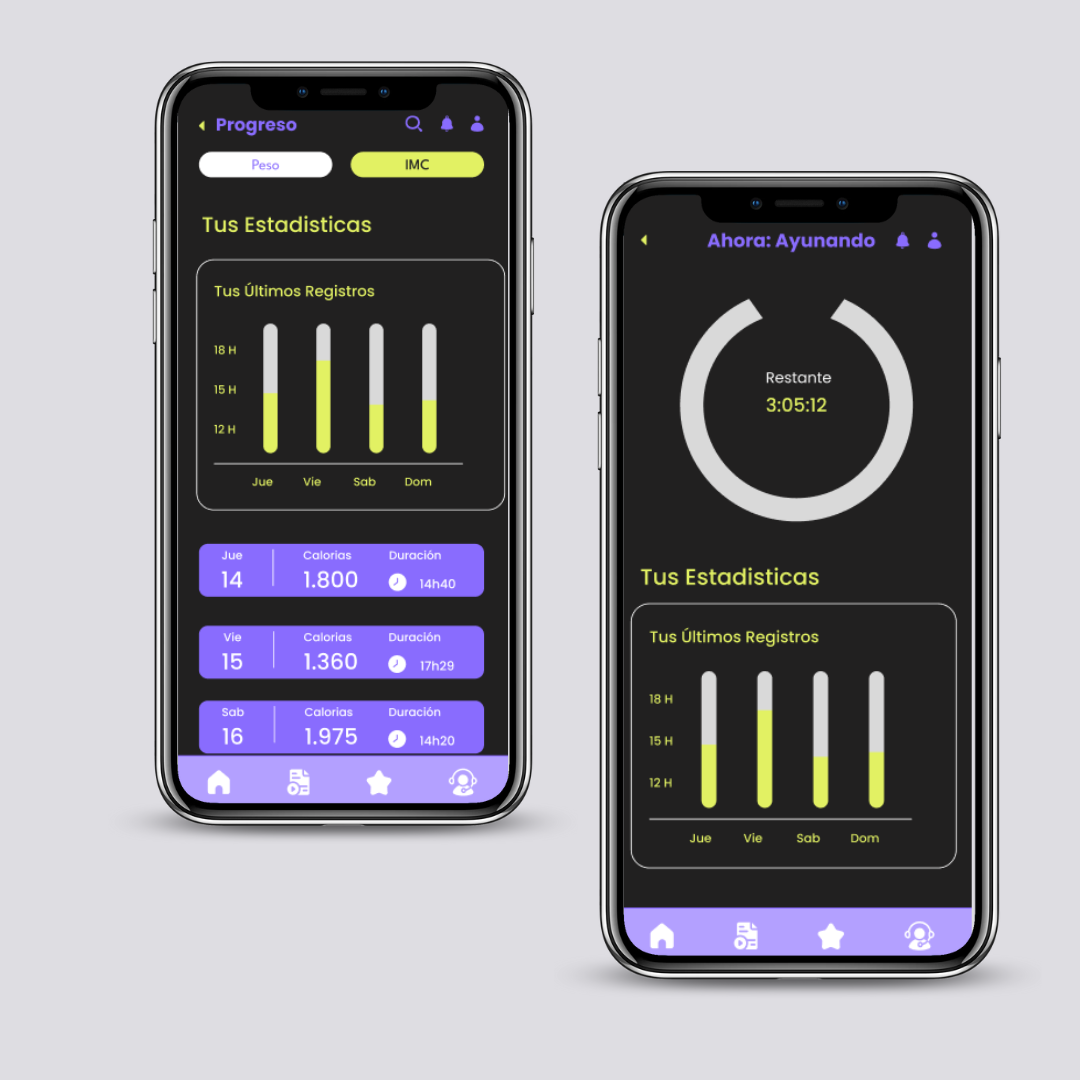 Progreso
Peso
IMC
Tus Estadisticas
Tus Últimos Registros
18 H
15 H
12 H
Jue Vie Sab Dom
Jue Calorias Duración
14 1.800 14h40
Vie Calorias Duración
15 1.360 17h29
Sab Calorias Duración
16 1.975 14h20
Ahora: Ayunando
Restante
3:05:12
Tus Estadisticas
Tus Últimos Registros
18 H
15 H
12 H
Jue Vie Sab Dom